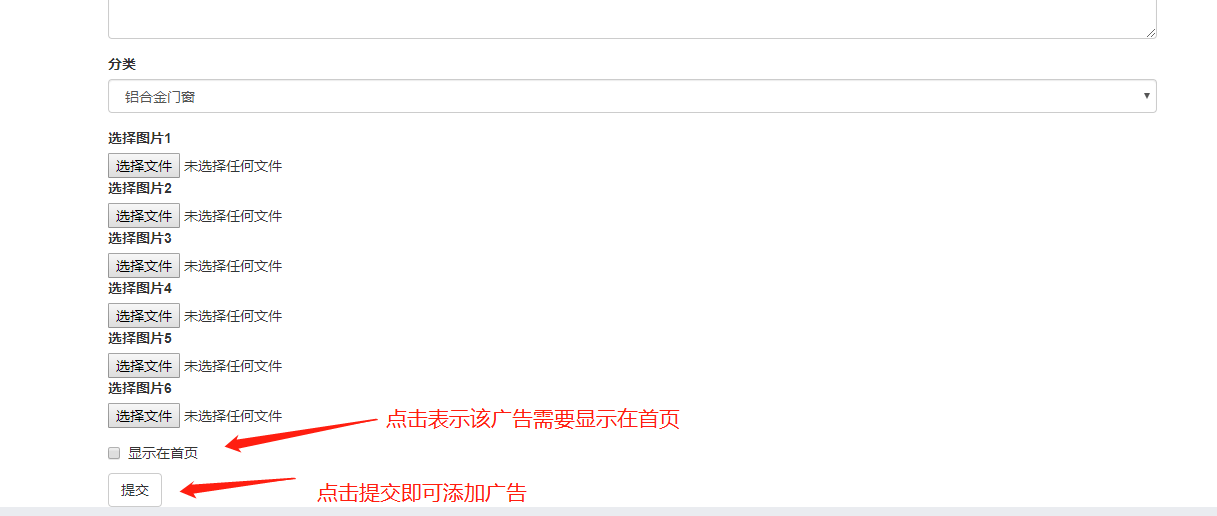 分类
铝合金门窗
选择图片1
选择文件 未选择任何文件
选择图片2
选择文件 未选择任何文件
选择图片3
选择文件 未选择任何文件
选择图片4
选择文件 未选择任何文件
选择图片5
选择文件 未选择任何文件
选择图片6
选择文件 未选择任何文件
点击表示该广告需要显示在首页
显示在首页
提交
点击提交即可添加广告